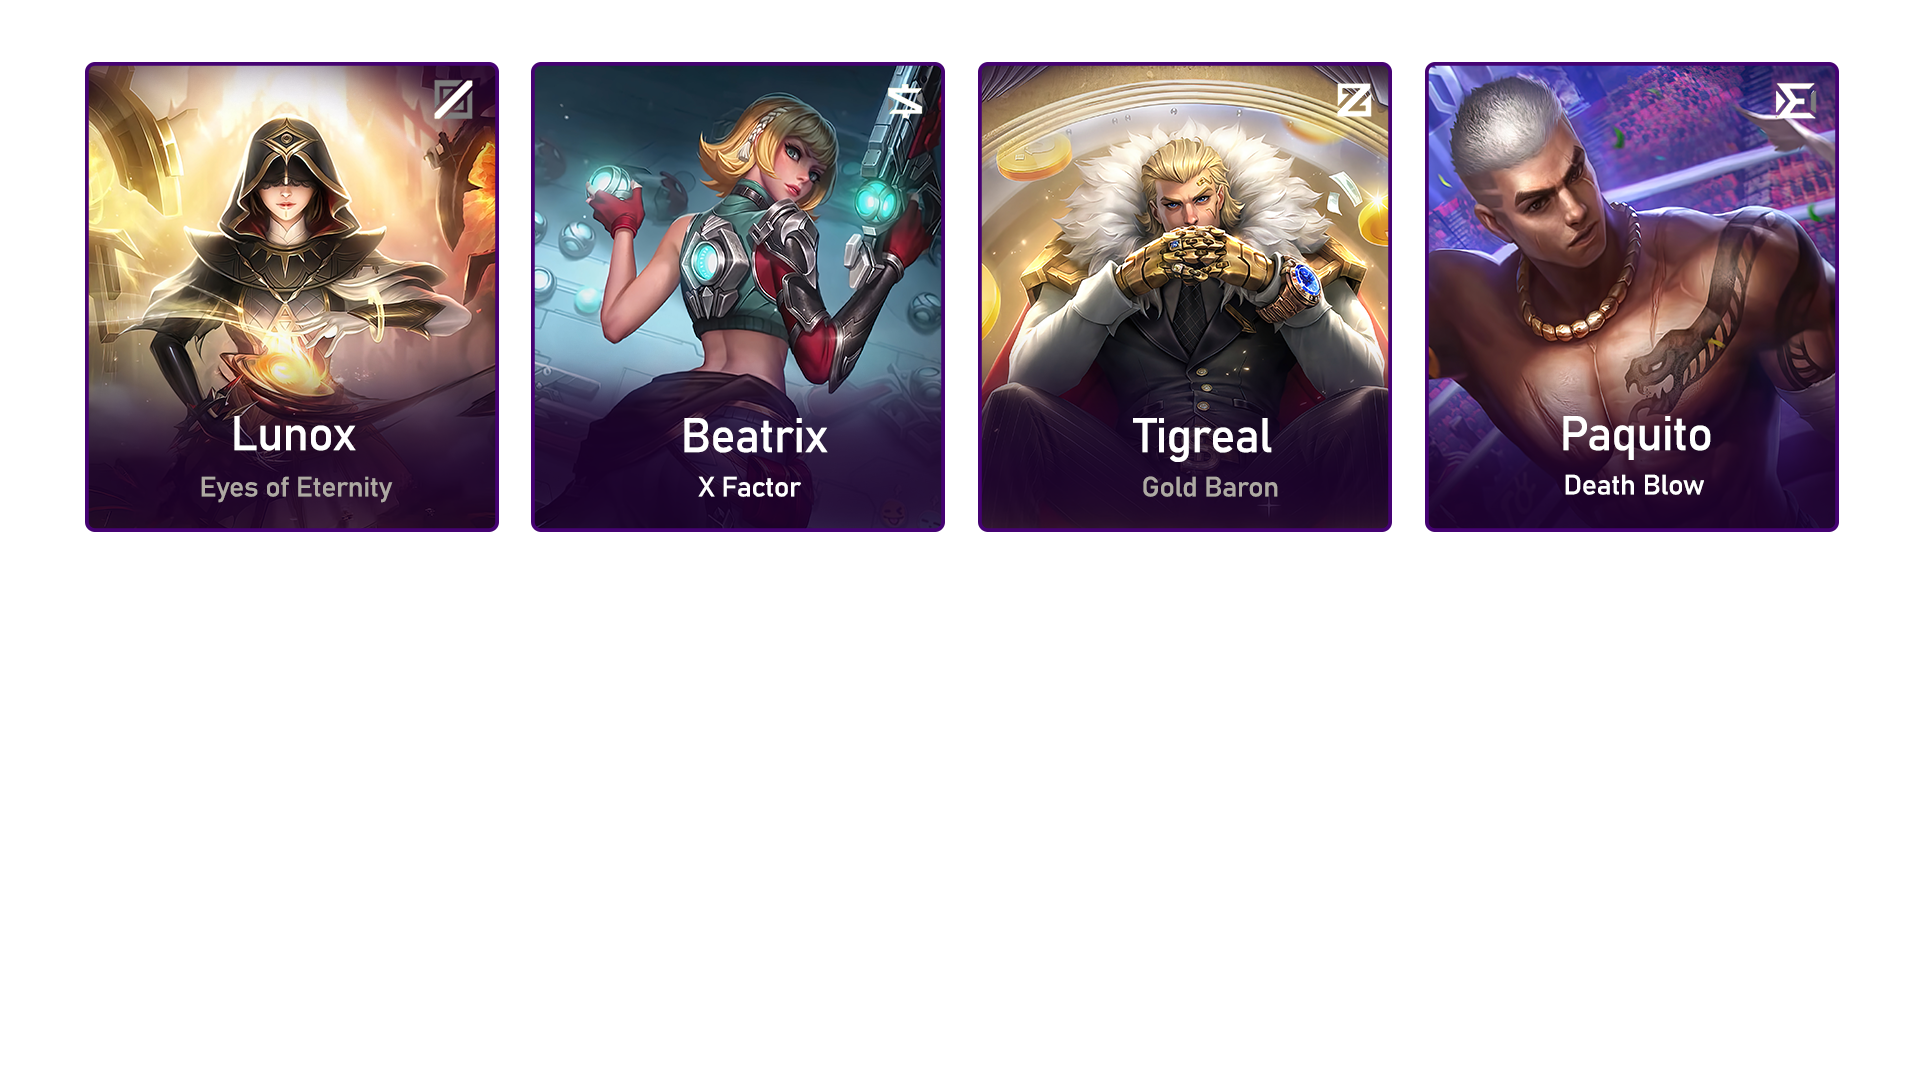 Lunox
Eyes of Eternity
Beatrix
X Factor
Tigreal
Gold Baron
Paquito
Death Blow